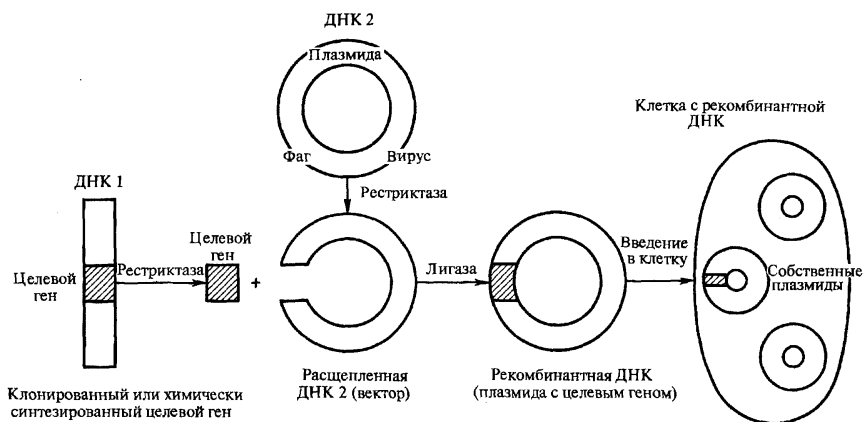 ДНК 2
Плазмида
Фаг
Вирус
Рестриктаза
ДНК 1
Целевой
ген
Рестриктаза
Целевой
ген
+
Лигаза
Введение
в клетку
Клетка с рекомбинантной
ДНК
Собственные
плазмиды
Клонированный или химически
синтезированный целевой ген
Расщепленная
ДНК 2 (вектор)
Рекомбинантная ДНК
(плазмида с целевым геном)